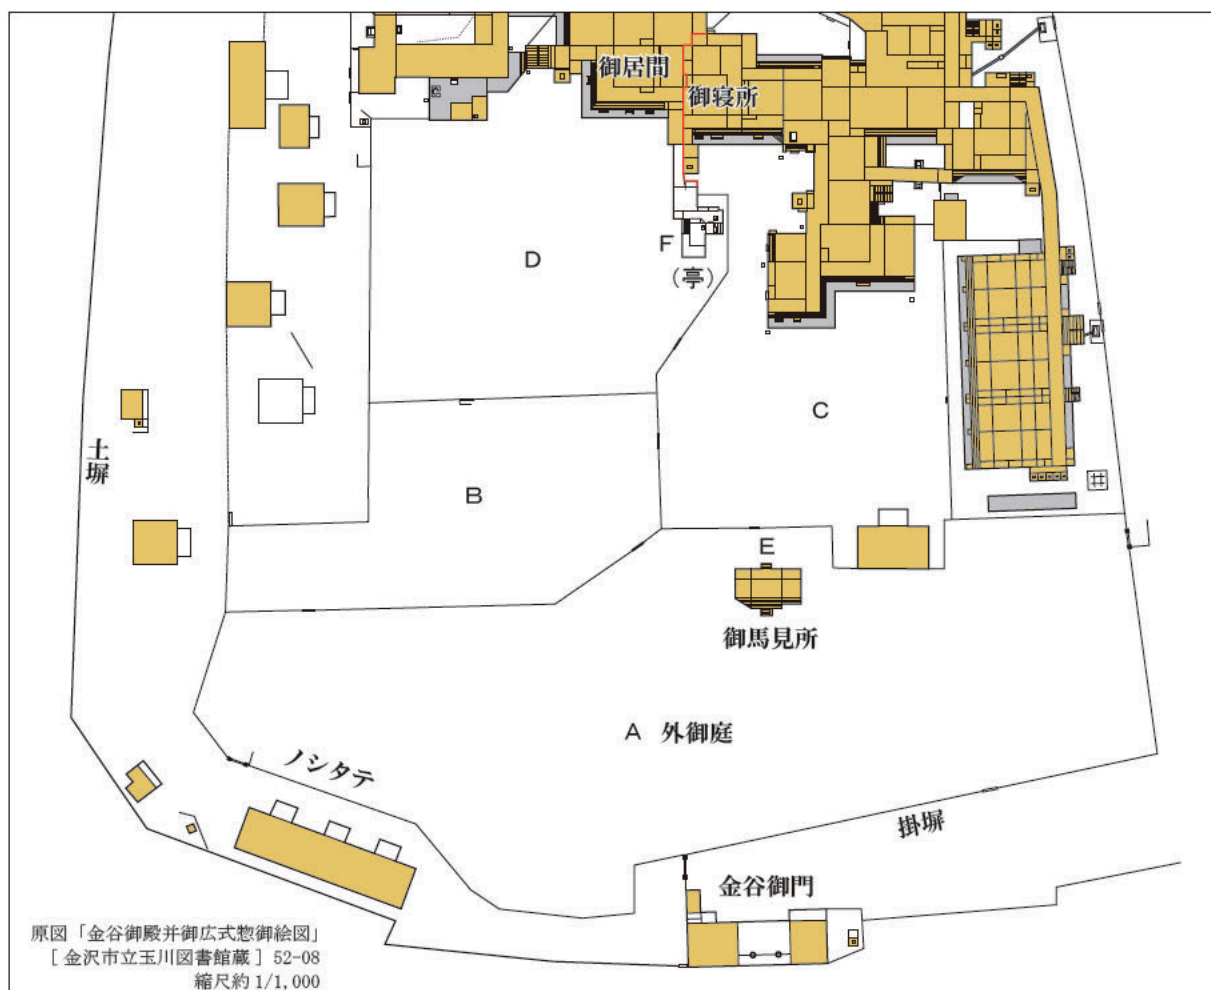 御居間
御寝所
D
F
(亭)
C
土
塀
B
E
御馬見所
A 外御庭
ノシタテ
掛塀
金谷御門
原図「金谷御殿并御広式惣御絵図」
[金沢市立玉川図書館蔵] 52-08
縮尺約 1/1,000